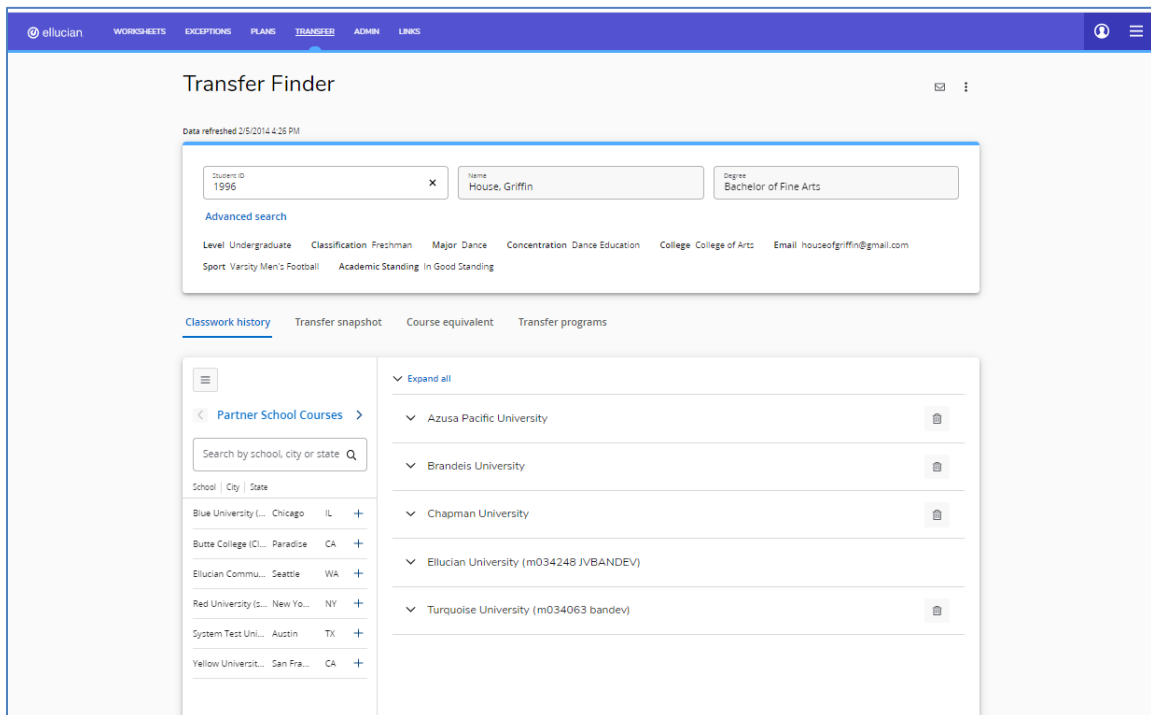 ellucian WORKSHEETS EXCEPTIONS PLANS TRANSFER ADMIN LINKS
Transfer Finder
Data refreshed 2/5/2014 4:26 PM
Student ID Name Degree
1996 House, Griffin Bachelor of Fine Arts
Advanced search
Level Undergraduate Classification Freshman Major Dance Concentration Dance Education College College of Arts Email houseofgriffin@gmail.com
Sport Varsity Men's Football Academic Standing In Good Standing
Classwork history Transfer snapshot Course equivalent Transfer programs
Partner School Courses
Search by school, city or state
School | City | State
Blue University (... Chicago IL
Butte College (Cl... Paradise CA
Ellucian Commu... Seattle WA
Red University (s... New Yo... NY
System Test Uni... Austin TX
Yellow Universit... San Fra... CA
Expand all
Azusa Pacific University
Brandeis University
Chapman University
Ellucian University (m034248 JVBANDEV)
Turquoise University (m034063 bandev)